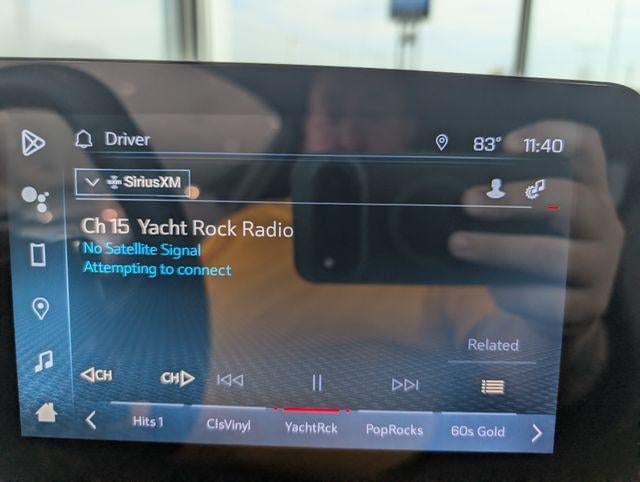 Driver 83° 11:40
SiriusXM
Ch 15 Yacht Rock Radio
No Satellite Signal
Attempting to connect
Related
CH CH
Hits 1 ClsVinyl YachtRck PopRocks 60s Gold